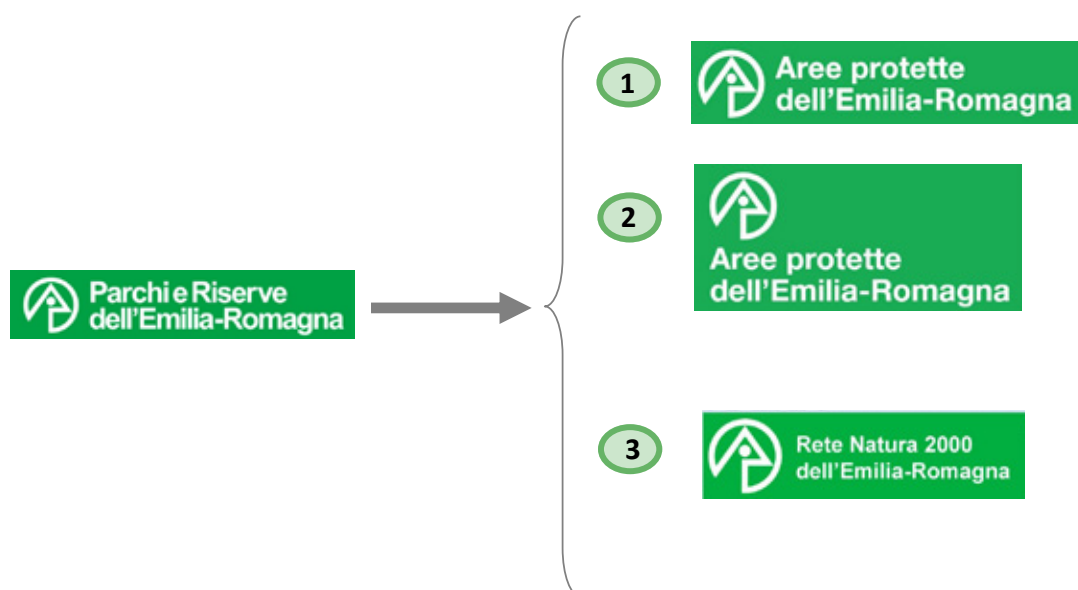 Parchi e Riserve
dell'Emilia-Romagna
1
Aree protette
dell'Emilia-Romagna
2
Aree protette
dell'Emilia-Romagna
3
Rete Natura 2000
dell'Emilia-Romagna